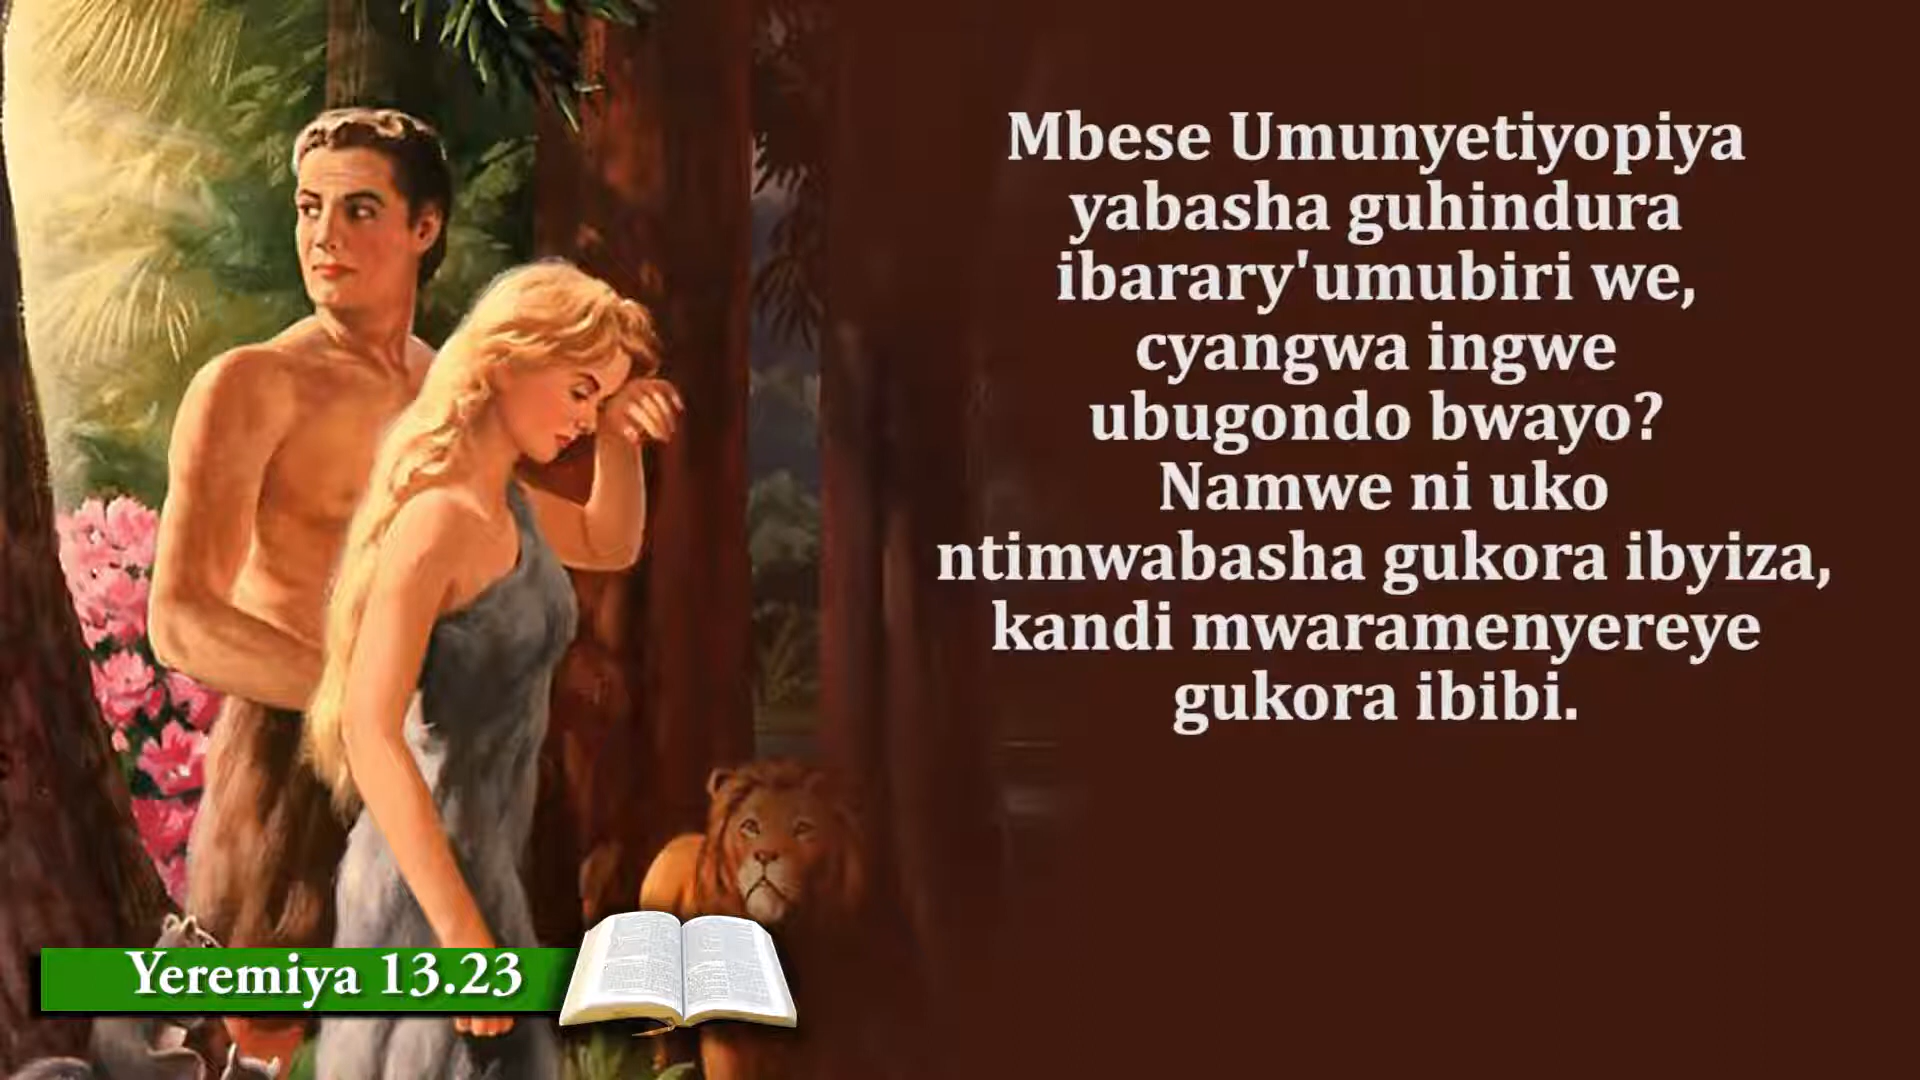 Mbese Umunyetiyopiya
yabasha guhindura
ibarary'umubiri we,
cyangwa ingwe
ubugondo bwayo?
Namwe ni uko
ntimwabasha gukora ibyiza,
kandi mwaramenyereye
gukora ibibi.
Yeremiya 13.23